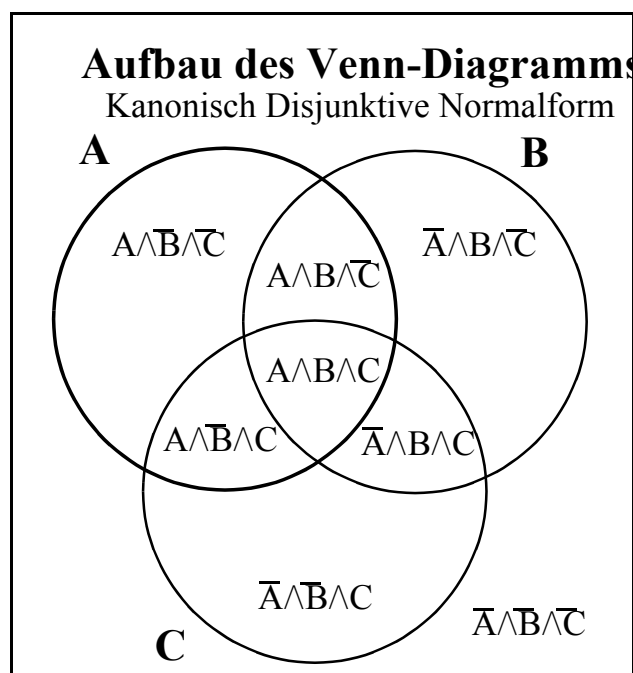 Aufbau des Venn-Diagramms
Kanonisch Disjunktive Normalform
A
B
A/\B̅/\C̅
A̅/\B/\C̅
A/\B/\C̅
A/\B/\C
A/\B̅/\C
A̅/\B/\C
A̅/\B̅/\C
A̅/\B̅/\C̅
C